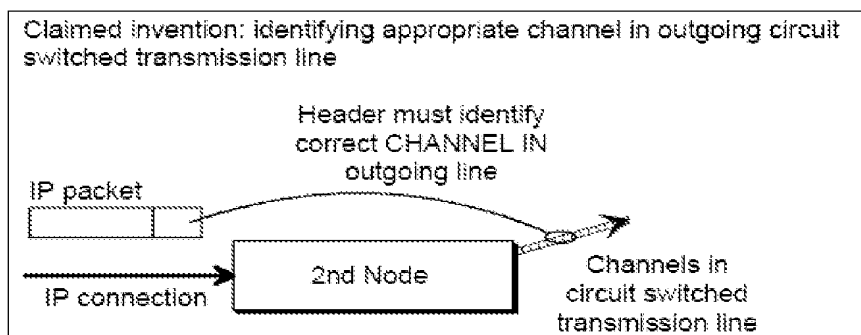 Claimed invention: identifying appropriate channel in outgoing circuit
switched transmission line
Header must identify
correct CHANNEL IN
outgoing line
IP packet
2nd Node
IP connection
Channels in
circuit switched
transmission line